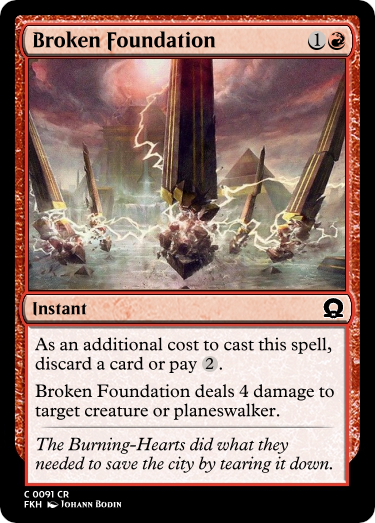 Broken Foundation 1
Instant
As an additional cost to cast this spell,
discard a card or pay 2.
Broken Foundation deals 4 damage to
target creature or planeswalker.
The Burning-Hearts did what they
needed to save the city by tearing it down.
C 0091 CR
FKH Johann Bodin